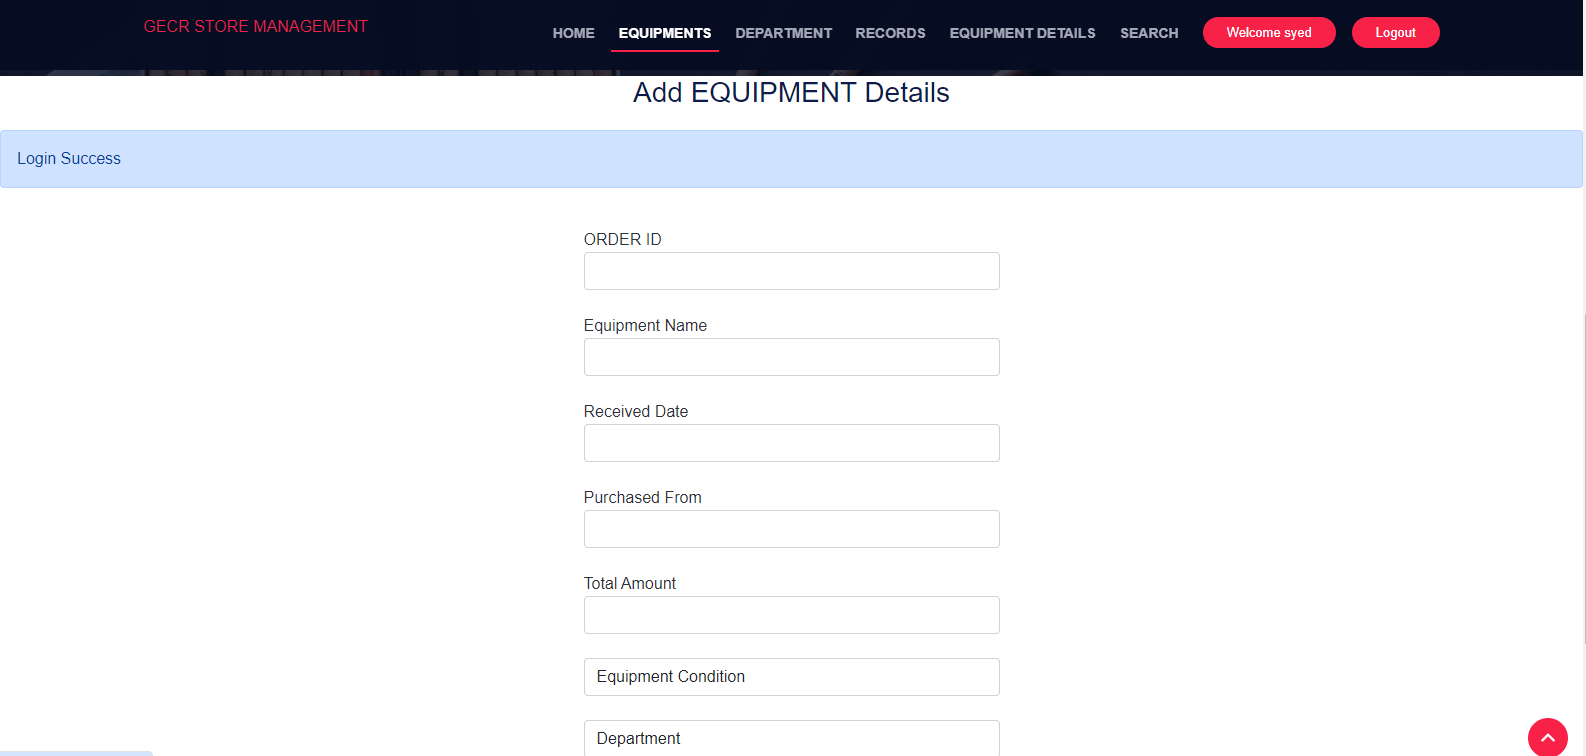 GECR STORE MANAGEMENT
HOME EQUIPMENTS DEPARTMENT RECORDS EQUIPMENT DETAILS SEARCH Welcome syed Logout
Add EQUIPMENT Details
Login Success
ORDER ID
Equipment Name
Received Date
Purchased From
Total Amount
Equipment Condition
Department